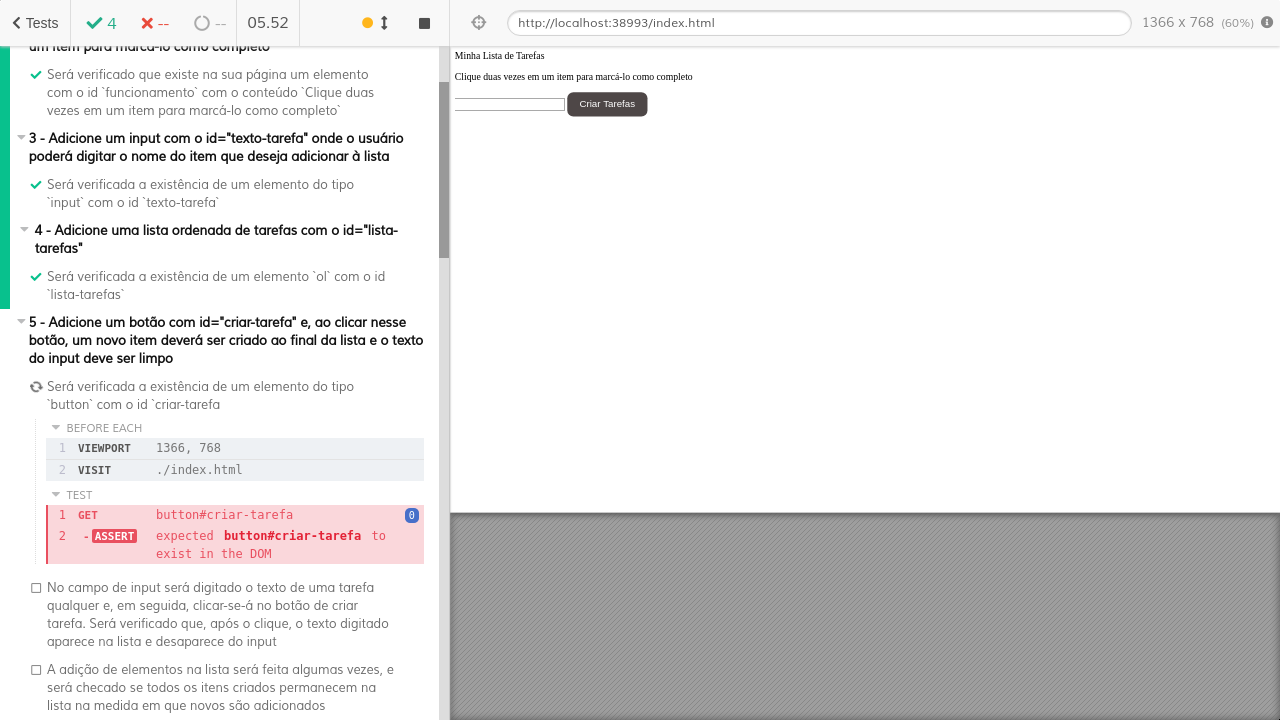 Tests
4
--
--
05.52
http://localhost:38993/index.html
1366 x 768 (60%)
um item para marcá-lo como completo
Será verificado que existe na sua página um elemento
com o id `funcionamento` com o conteúdo `Clique duas
vezes em um item para marcá-lo como completo`
3 - Adicione um input com o id="texto-tarefa" onde o usuário
poderá digitar o nome do item que deseja adicionar à lista
Será verificada a existência de um elemento do tipo
`input` com o id `texto-tarefa`
4 - Adicione uma lista ordenada de tarefas com o id="lista-
tarefas"
Será verificada a existência de um elemento `ol` com o id
`lista-tarefas`
5 - Adicione um botão com id="criar-tarefa" e, ao clicar nesse
botão, um novo item deverá ser criado ao final da lista e o texto
do input deve ser limpo
Será verificada a existência de um elemento do tipo
`button` com o id `criar-tarefa
BEFORE EACH
1 VIEWPORT 1366, 768
2 VISIT ./index.html
TEST
1 GET button#criar-tarefa 0
2 -ASSERT expected button#criar-tarefa to
exist in the DOM
No campo de input será digitado o texto de uma tarefa
qualquer e, em seguida, clicar-se-á no botão de criar
tarefa. Será verificado que, após o clique, o texto digitado
aparece na lista e desaparece do input
A adição de elementos na lista será feita algumas vezes, e
será checado se todos os itens criados permanecem na
lista na medida em que novos são adicionados
Minha Lista de Tarefas
Clique duas vezes em um item para marcá-lo como completo
Criar Tarefas